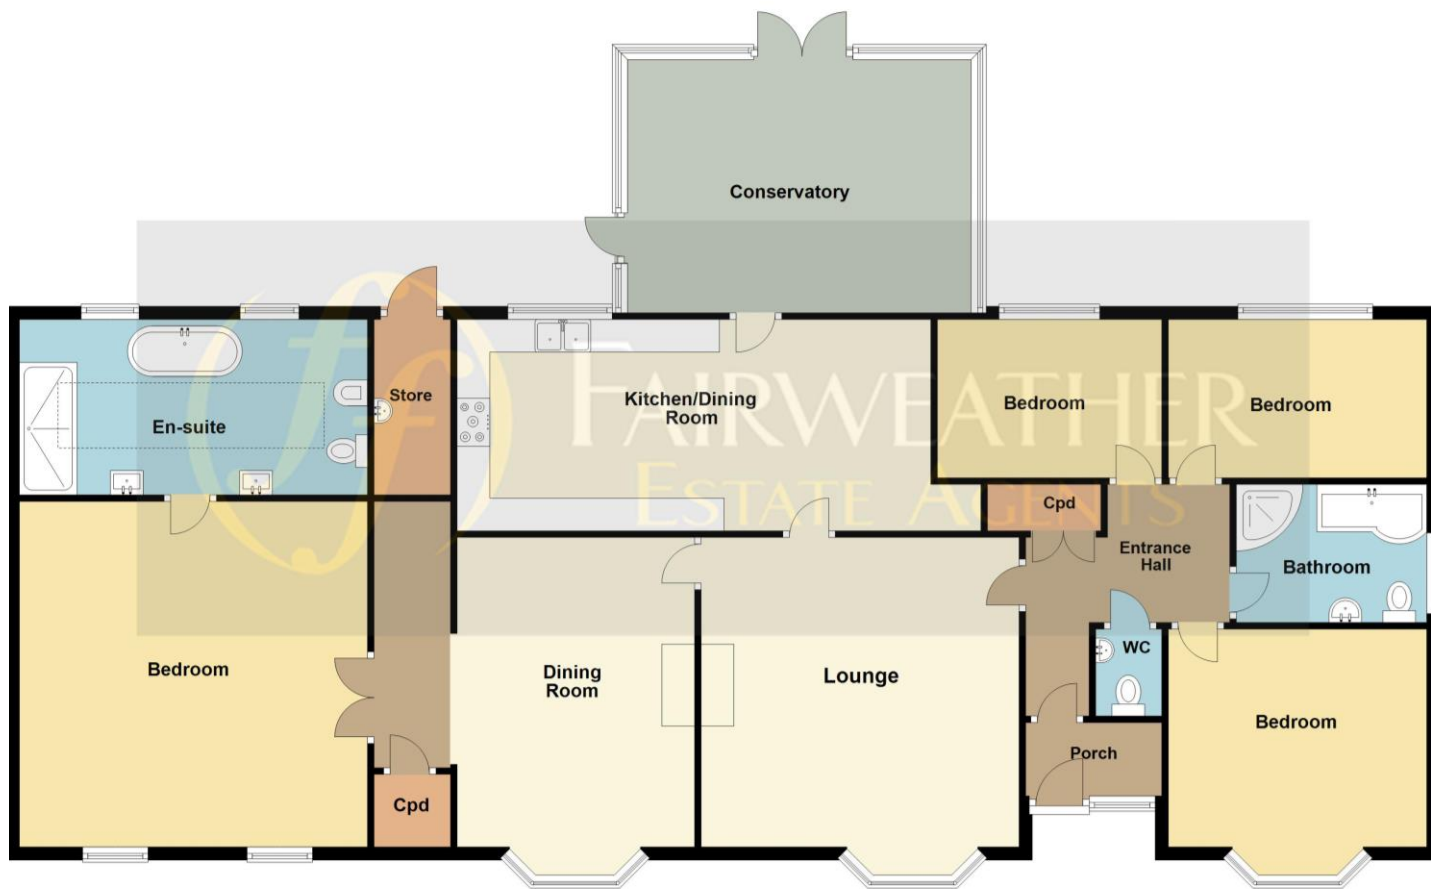 Conservatory
Store
Kitchen/Dining
Room
En-suite
Bedroom
Bedroom
Cpd
Entrance
Hall
Bathroom
WC
Bedroom
Dining
Room
Lounge
Bedroom
Porch
Cpd
ff FAIRWEATHER
ESTATE AGENTS